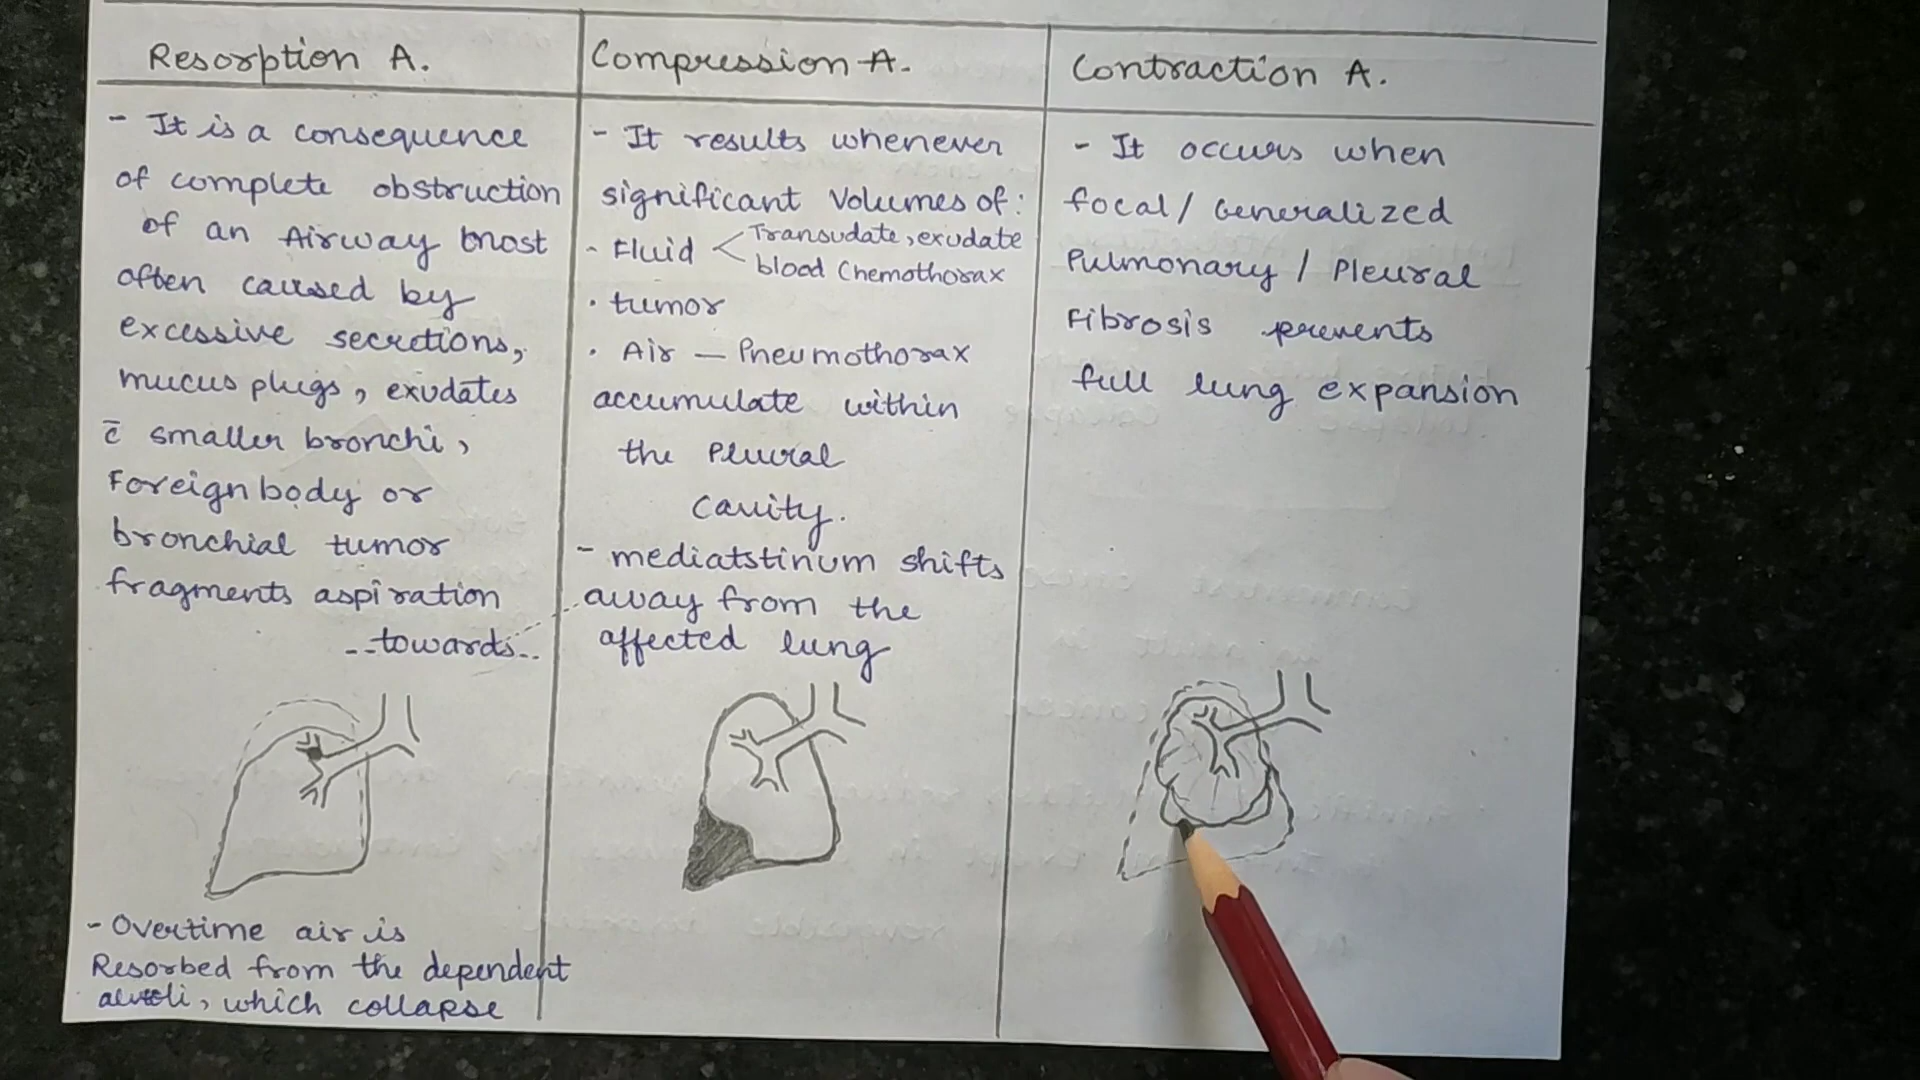 Resorption A.
- It is a consequence
of complete obstruction
of an Airway most
often caused by
excessive secretions,
mucus plugs, exudates
c̄ smaller bronchi,
Foreign body or
bronchial tumor
fragments aspiration
--towards..
- Overtime air is
Resorbed from the dependent
alveoli, which collapse
Compression A.
- It results whenever
significant Volumes of:
- Fluid < Transudate, exudate
blood Chemothorax
· tumor
· Air — Pneumothorax
accumulate within
the Pleural
Cavity.
- mediatstinum shifts
away from the
affected lung
Contraction A.
- It occurs when
focal / Generalized
Pulmonary / Pleural
Fibrosis prevents
full lung expansion